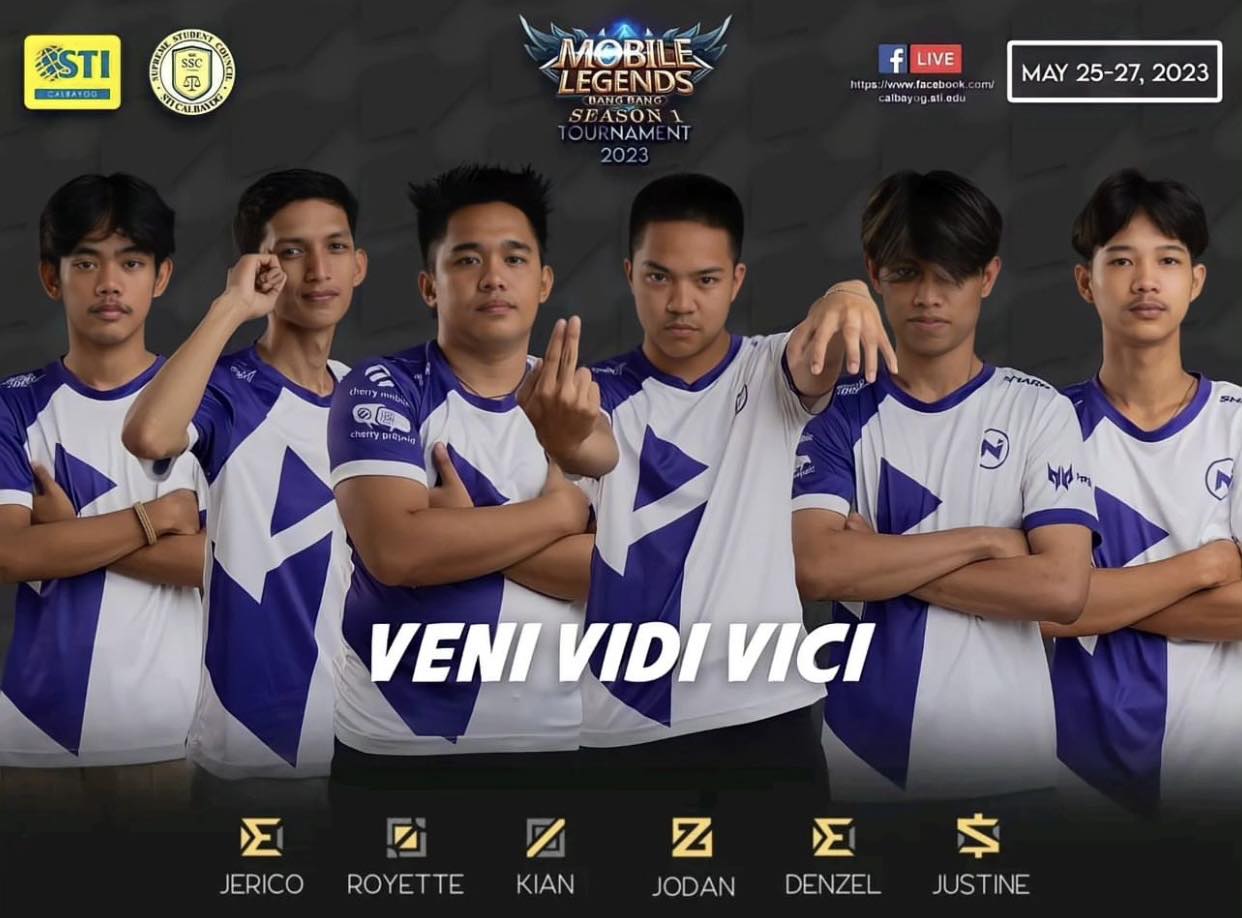 STI
CALBAYOG
SUPREME STUDENT COUNCIL
SSC
STI CALBAYOG
MOBILE
LEGENDS
BANG BANG
SEASON 1
TOURNAMENT
2023
f LIVE
https://www.facebook.com/
calbayog.sti.edu
MAY 25-27, 2023
cherry mobile
cherry prepaid
VENI VIDI VICI
JERICO
ROYETTE
KIAN
JODAN
DENZEL
JUSTINE